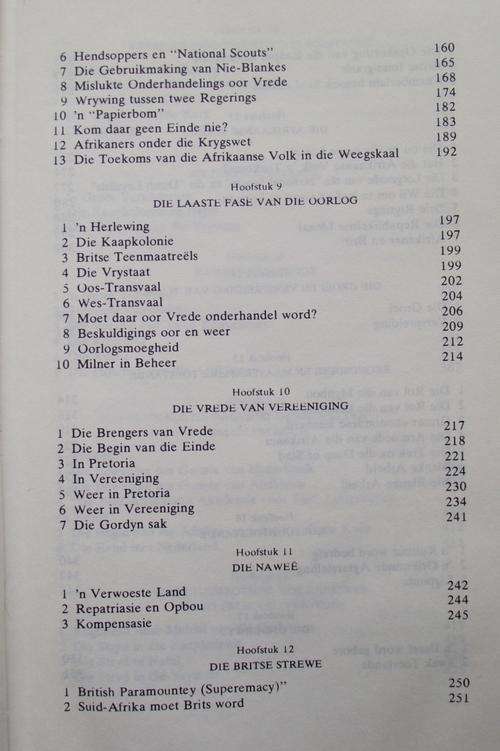 6 Hendsoppers en "National Scouts" 160
7 Die Gebruikmaking van Nie-Blankes 165
8 Mislukte Onderhandelings oor Vrede 168
9 Wrywing tussen twee Regerings 174
10 'n "Papierbom" 182
11 Kom daar geen Einde nie? 183
12 Afrikaners onder die Krygswet 189
13 Die Toekoms van die Afrikaanse Volk in die Weegskaal 192
Hoofstuk 9
DIE LAASTE FASE VAN DIE OORLOG
1 'n Herlewing 197
2 Die Kaapkolonie 197
3 Britse Teenmaatreëls 199
4 Die Vrystaat 199
5 Oos-Transvaal 202
6 Wes-Transvaal 204
7 Moet daar oor Vrede onderhandel word? 206
8 Beskuldigings oor en weer 209
9 Oorlogsmoegheid 212
10 Milner in Beheer 214
Hoofstuk 10
DIE VREDE VAN VEREENIGING
1 Die Brengers van Vrede 217
2 Die Begin van die Einde 218
3 In Pretoria 221
4 In Vereeniging 224
5 Weer in Pretoria 230
6 Weer in Vereeniging 234
7 Die Gordyn sak 241
Hoofstuk 11
DIE NAWEË
1 'n Verwoeste Land 242
2 Repatriasie en Opbou 244
3 Kompensasie 245
Hoofstuk 12
DIE BRITSE STREWE
1 British Paramountey (Superemacy)" 250
2 Suid-Afrika moet Brits word 251